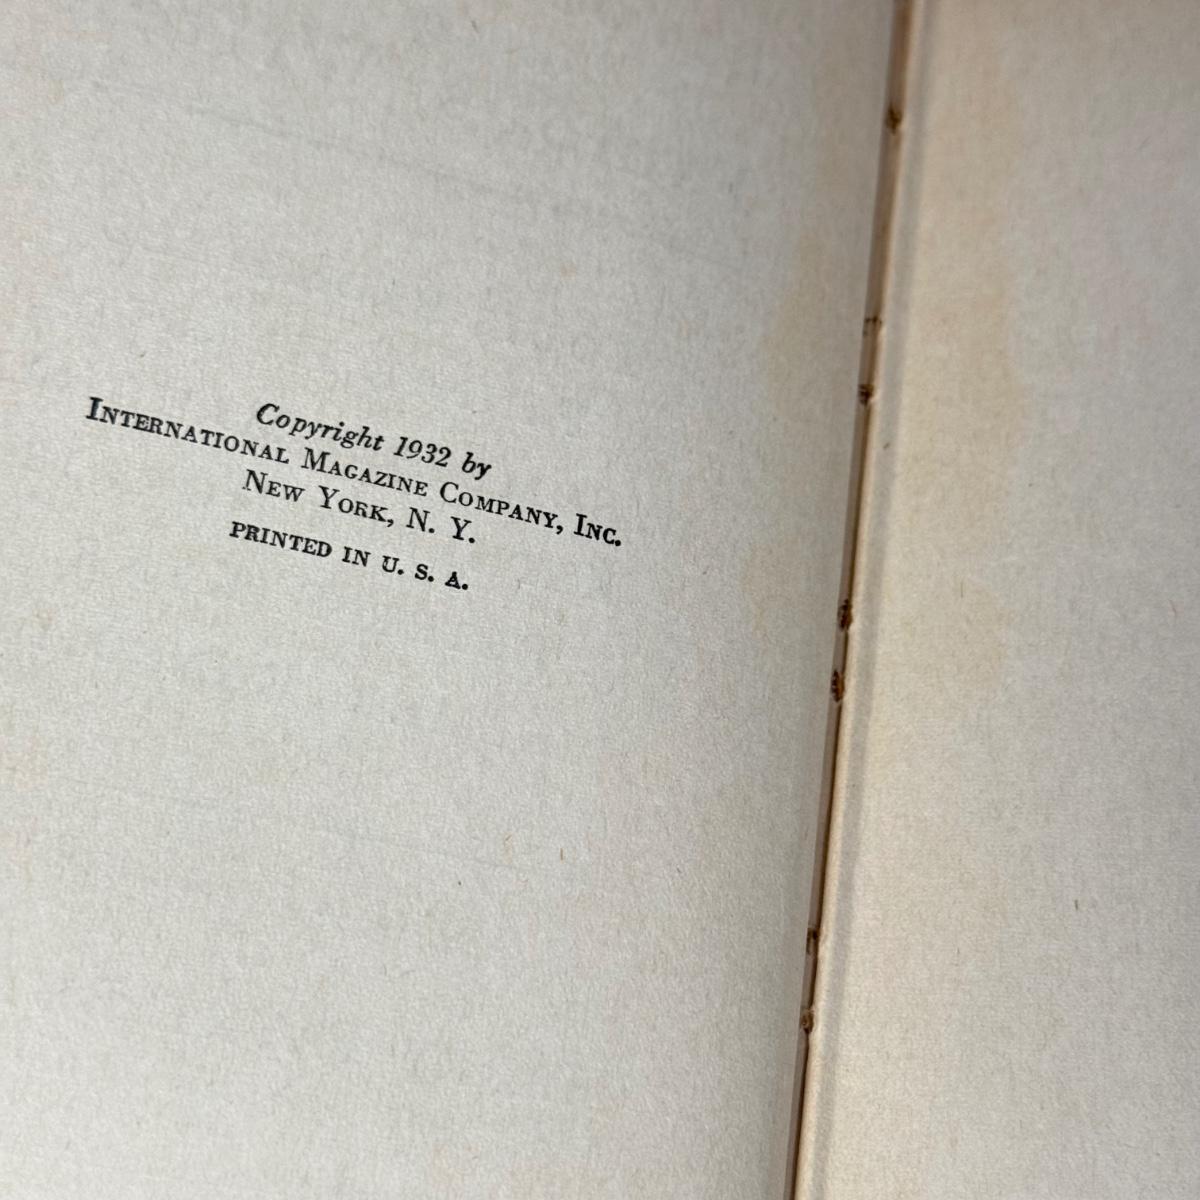 Copyright 1932 by
International Magazine Company, Inc.
New York, N. Y.
PRINTED IN U. S. A.